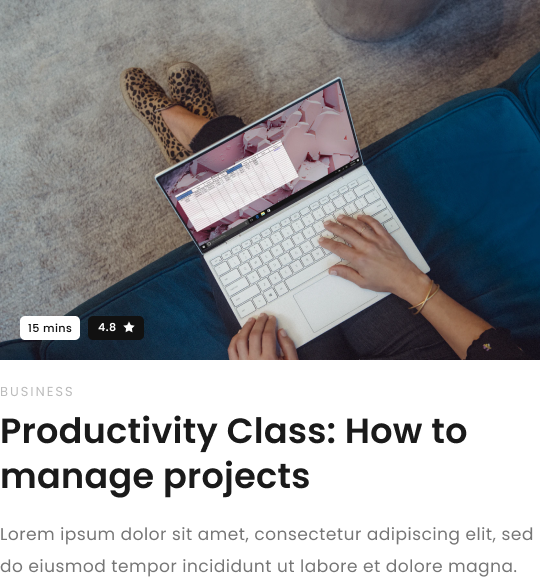 15 mins
4.8
BUSINESS
Productivity Class: How to
manage projects
Lorem ipsum dolor sit amet, consectetur adipiscing elit, sed
do eiusmod tempor incididunt ut labore et dolore magna.